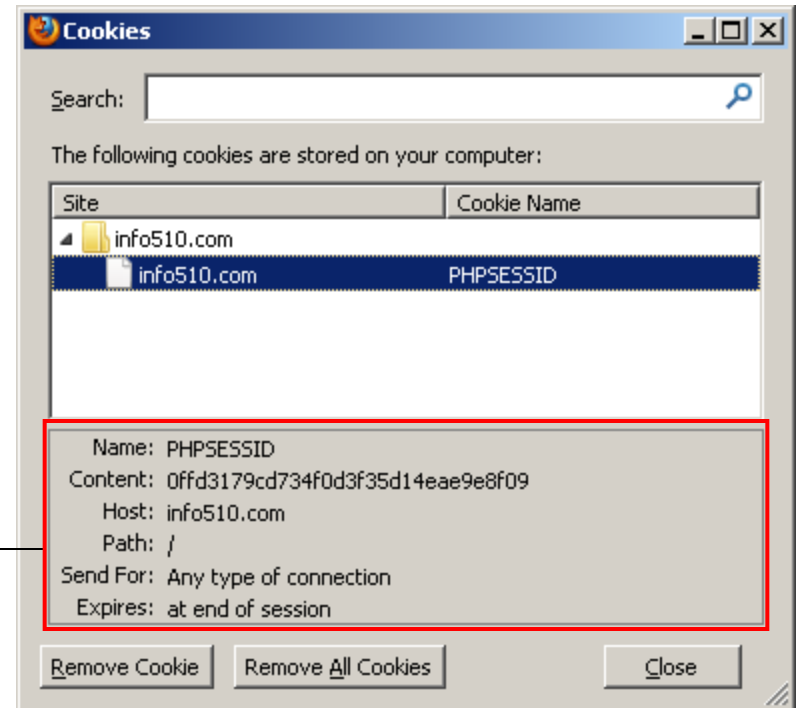 Cookies
Search:
The following cookies are stored on your computer:
Site Cookie Name
info510.com
info510.com PHPSESSID
Name: PHPSESSID
Content: 0ffd3179cd734f0d3f35d14eae9e8f09
Host: info510.com
Path: /
Send For: Any type of connection
Expires: at end of session
Remove Cookie Remove All Cookies Close